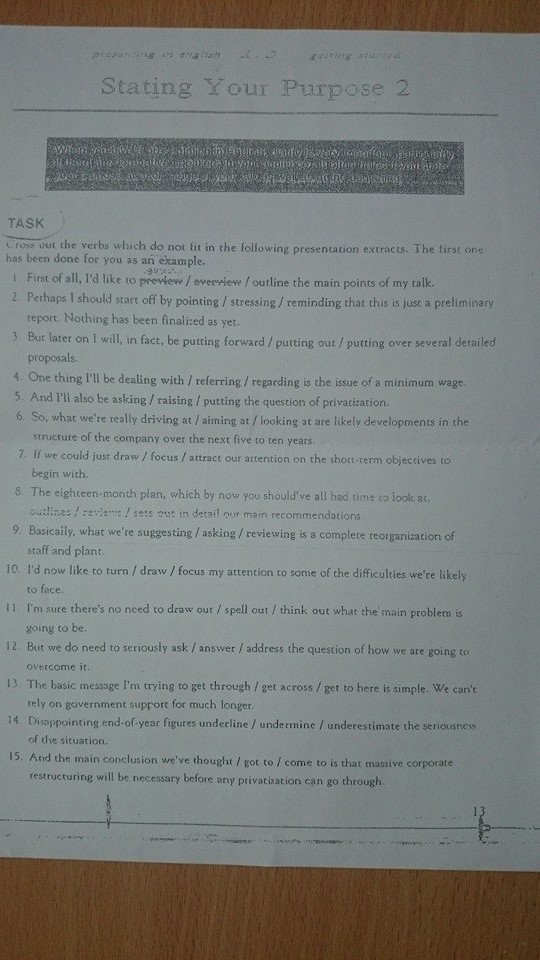 presenting in english 1.3 getting started
Stating Your Purpose 2
TASK
Cross out the verbs which do not fit in the following presentation extracts. The first one
has been done for you as an example.
1. First of all, I'd like to preview / overview / outline the main points of my talk.
2. Perhaps I should start off by pointing / stressing / reminding that this is just a preliminary
report. Nothing has been finalized as yet.
3. But later on I will, in fact, be putting forward / putting out / putting over several detailed
proposals.
4. One thing I'll be dealing with / referring / regarding is the issue of a minimum wage.
5. And I'll also be asking / raising / putting the question of privatization.
6. So, what we're really driving at / aiming at / looking at are likely developments in the
structure of the company over the next five to ten years.
7. If we could just draw / focus / attract our attention on the short-term objectives to
begin with.
8. The eighteen-month plan, which by now you should've all had time to look at,
outlines / reviews / sets out in detail our main recommendations.
9. Basically, what we're suggesting / asking / reviewing is a complete reorganization of
staff and plant.
10. I'd now like to turn / draw / focus my attention to some of the difficulties we're likely
to face.
11. I'm sure there's no need to draw out / spell out / think out what the main problem is
going to be.
12. But we do need to seriously ask / answer / address the question of how we are going to
overcome it.
13. The basic message I'm trying to get through / get across / get to here is simple. We can't
rely on government support for much longer.
14. Disappointing end-of-year figures underline / undermine / underestimate the seriousness
of the situation.
15. And the main conclusion we've thought / got to / come to is that massive corporate
restructuring will be necessary before any privatization can go through.
13